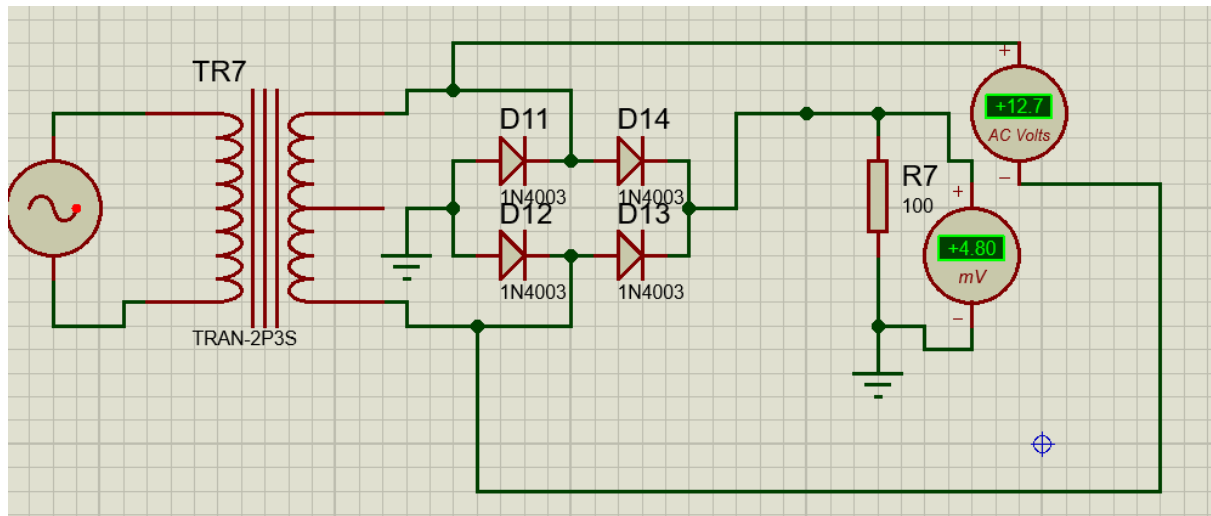 TR7
TRAN-2P3S
D11
1N4003
D14
1N4003
D12
1N4003
D13
1N4003
R7
100
+
+12.7
AC Volts
−
+
+4.80
mV
−